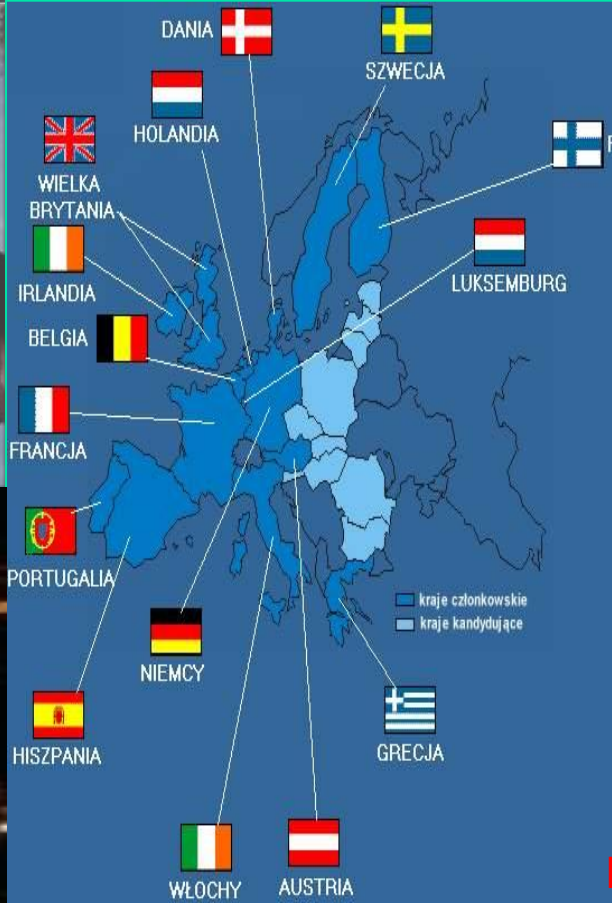 DANIA
SZWECJA
HOLANDIA
WIELKA
BRYTANIA
IRLANDIA
LUKSEMBURG
BELGIA
FRANCJA
PORTUGALIA
kraje członkowskie
kraje kandydujące
NIEMCY
HISZPANIA
GRECJA
WŁOCHY
AUSTRIA